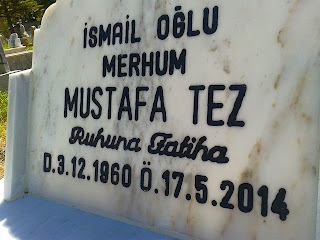 İSMAİL OĞLU
MERHUM
MUSTAFA TEZ
Ruhuna Fatiha
D.3.12.1960 Ö.17.5.2014